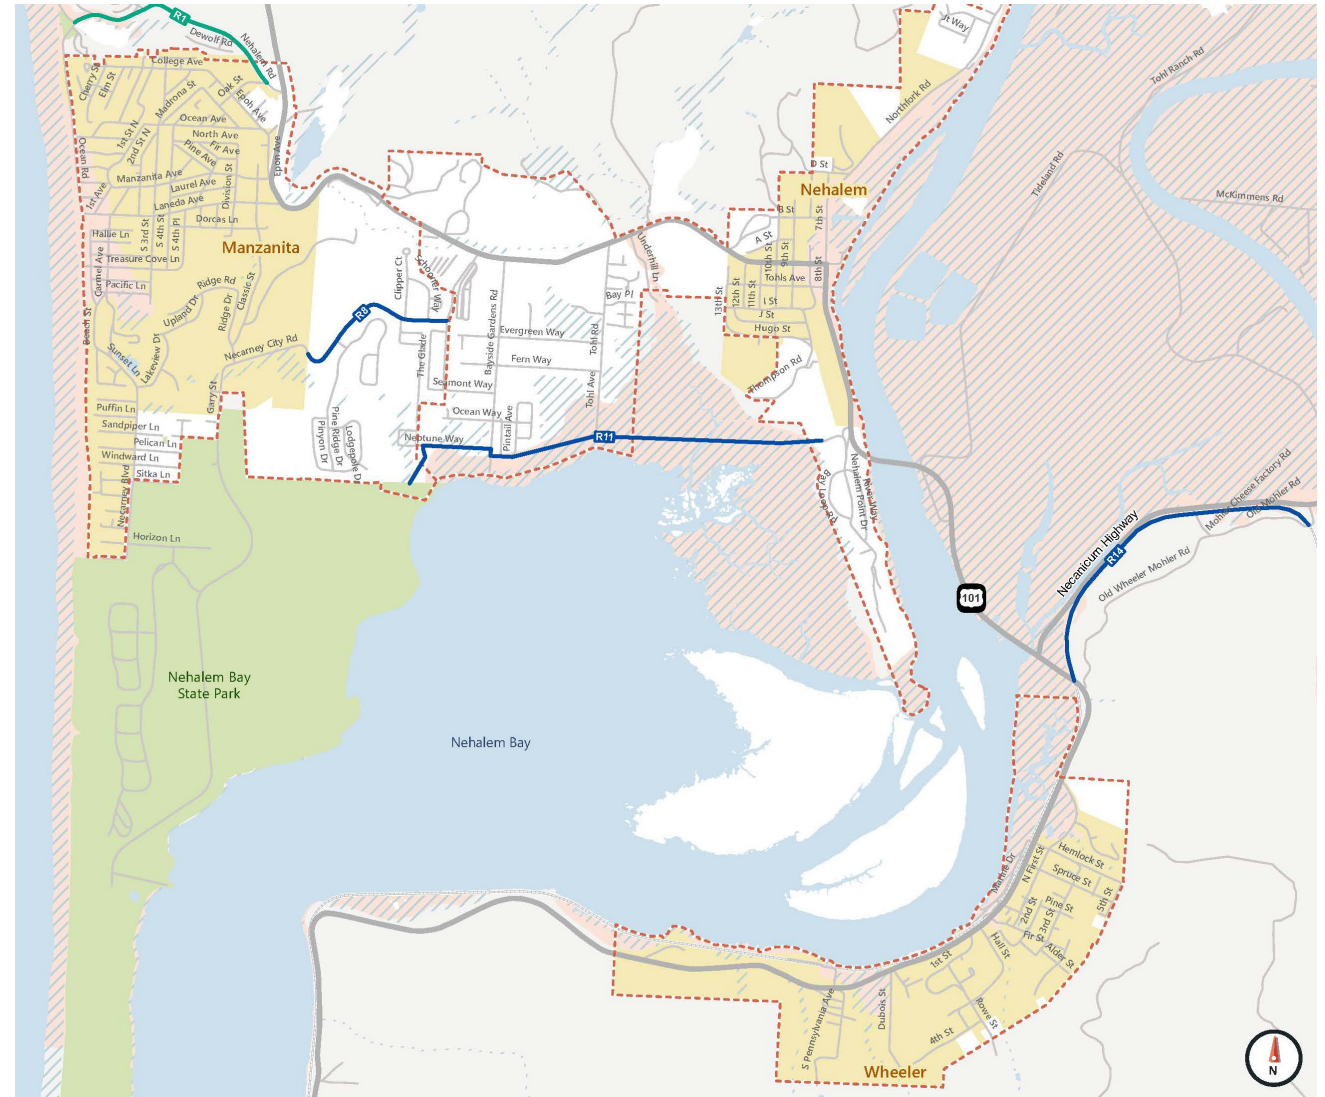 R1
Dewolf Rd
Nehalem Rd
Jt Way
Tohl Ranch Rd
College Ave
Cherry St
Elm St
Madrona St
Oak St
Epoh Ave
Northfork Rd
Ocean Ave
1st St N
2nd St N
North Ave
Fir Ave
Pine Ave
Ocean Rd
Epoh Ave
Tideland Rd
D St
Manzanita Ave
Laurel Ave
Division St
Nehalem
McKimmens Rd
1st Ave
Laneda Ave
B St
7th St
S 3rd St
S 4th St
S 4th Pl
Dorcas Ln
Hallie Ln
A St
10th St
9th St
Manzanita
Underhill Ln
Treasure Cove Ln
8th St
Carmel Ave
Clipper Ct
Schooner Way
Tohls Ave
Pacific Ln
Ridge Rd
Classic St
Bay Pl
13th St
12th St
11th St
I St
Upland Dr
Ridge Dr
R8
J St
Beach St
Bayside Gardens Rd
Evergreen Way
Tohl Rd
Hugo St
Necarney City Rd
Sunset Ln
Lakeview Dr
The Glade
Fern Way
Thompson Rd
Seamont Way
Gary St
Tohl Ave
Puffin Ln
Ocean Way
Pintail Ave
Sandpiper Ln
Pinyon Dr
Pine Ridge Dr
Lodgepole D
Neptune Way
R11
Pelican Ln
Windward Ln
Sitka Ln
Bay Loop Rd
Nehalem Point Dr
River Way
Necarney Blvd
Mohler Cheese Factory Rd
Old Mohler Rd
Necanicum Highway
Horizon Ln
R14
Old Wheeler Mohler Rd
101
Nehalem Bay
State Park
Nehalem Bay
Marine Dr
N First St
Hemlock St
Spruce St
5th St
2nd St
3rd St
Pine St
Fir St
Alder St
Hall St
1st St
S Pennsylvania Ave
Dubois St
Rowe St
4th St
Wheeler
N